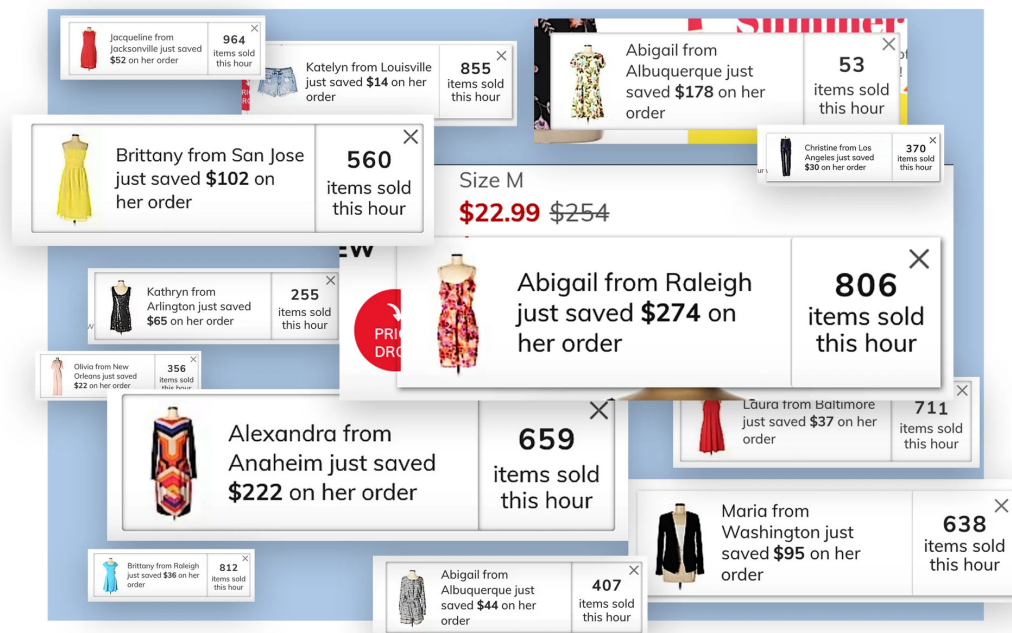 Summer
Jacqueline from
Jacksonville just saved
$52 on her order
964
items sold
this hour
Katelyn from Louisville
just saved $14 on her
order
855
items sold
this hour
Abigail from
Albuquerque just
saved $178 on her
order
53
items sold
this hour
Brittany from San Jose
just saved $102 on
her order
560
items sold
this hour
Christine from Los
Angeles just saved
$30 on her order
370
items sold
this hour
Size M
$22.99 $254
EW
Abigail from Raleigh
just saved $274 on
her order
806
items sold
this hour
PRI
DRO
Kathryn from
Arlington just saved
$65 on her order
255
items sold
this hour
Olivia from New
Orleans just saved
$22 on her order
356
items sold
this hour
Alexandra from
Anaheim just saved
$222 on her order
659
items sold
this hour
Laura from Baltimore
just saved $37 on her
order
711
items sold
this hour
Maria from
Washington just
saved $95 on her
order
638
items sold
this hour
Brittany from Raleigh
just saved $36 on her
order
812
items sold
this hour
Abigail from
Albuquerque just
saved $44 on her
order
407
items sold
this hour